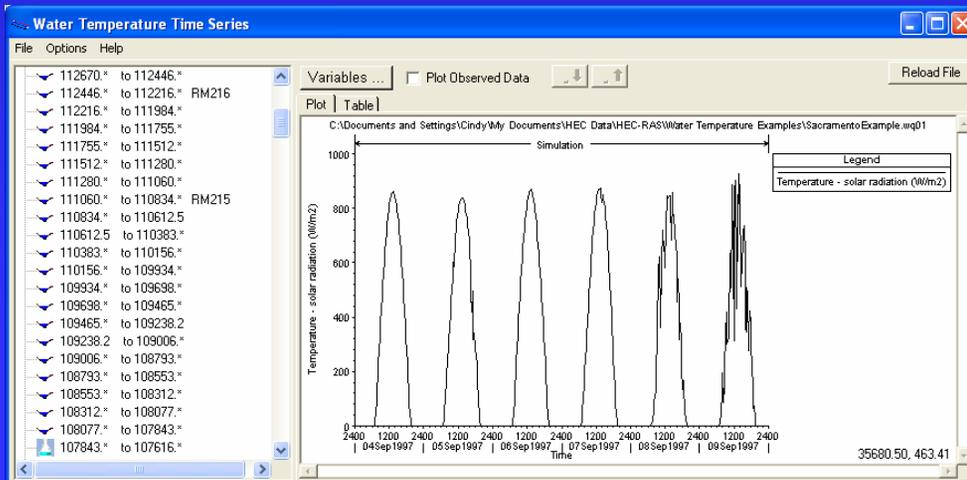 Water Temperature Time Series
File Options Help
112670.* to 112446.*
112446.* to 112216.* RM216
112216.* to 111984.*
111984.* to 111755.*
111755.* to 111512.*
111512.* to 111280.*
111280.* to 111060.*
111060.* to 110834.* RM215
110834.* to 110612.5
110612.5 to 110383.*
110383.* to 110156.*
110156.* to 109934.*
109934.* to 109698.*
109698.* to 109465.*
109465.* to 109238.2
109238.2 to 109006.*
109006.* to 108793.*
108793.* to 108553.*
108553.* to 108312.*
108312.* to 108077.*
108077.* to 107843.*
107843.* to 107616.*
Variables ... Plot Observed Data Reload File
Plot Table
C:\Documents and Settings\Cindy\My Documents\HEC Data\HEC-RAS\Water Temperature Examples\SacramentoExample.wq01
Simulation
Legend
Temperature - solar radiation (W/m2)
Temperature - solar radiation (W/m2)
1000
800
600
400
200
0
2400 1200 2400 1200 2400 1200 2400 1200 2400 1200 2400 1200 2400
| 04Sep1997 | 05Sep1997 | 06Sep1997 | 07Sep1997 | 08Sep1997 | 09Sep1997 |
Time
35680.50, 463.41